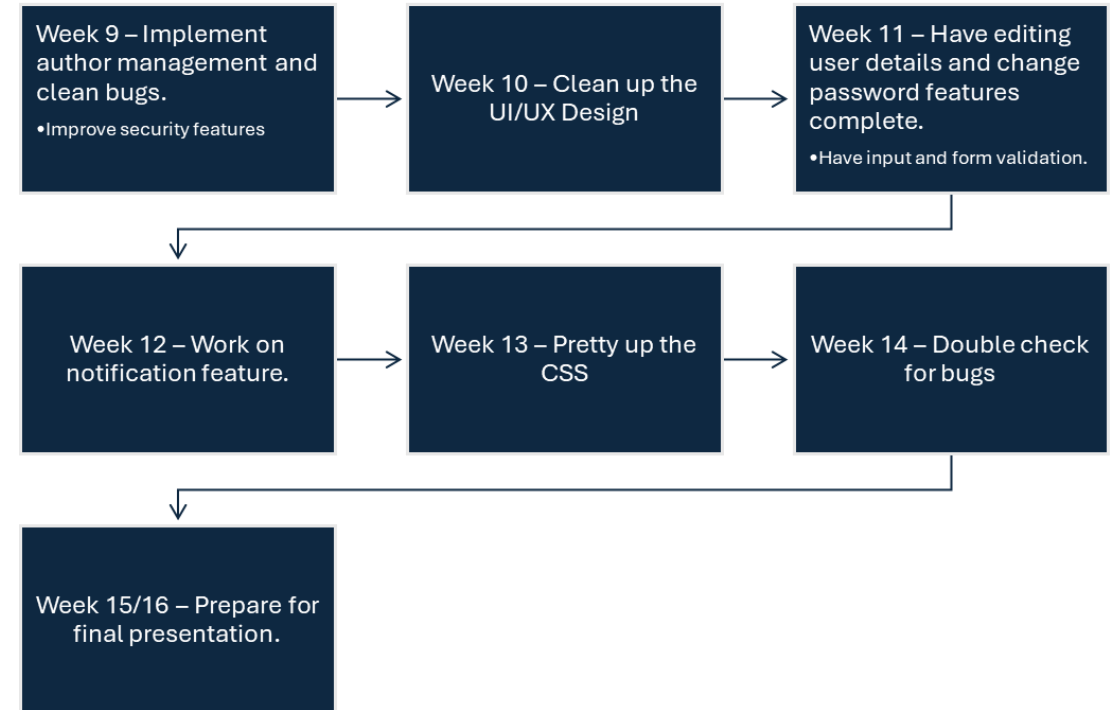 Week 9 – Implement
author management and
clean bugs.
•Improve security features
Week 10 – Clean up the
UI/UX Design
Week 11 – Have editing
user details and change
password features
complete.
•Have input and form validation.
Week 12 – Work on
notification feature.
Week 13 – Pretty up the
CSS
Week 14 – Double check
for bugs
Week 15/16 – Prepare for
final presentation.